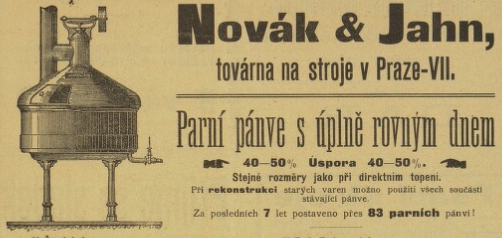 Novák & Jahn,
továrna na stroje v Praze-VII.
Parní pánve s úplně rovným dnem
40—50% Úspora 40—50%.
Stejné rozměry jako při direktním topení.
Při rekonstrukci starých varen možno použíti všech součástí
stávající pánve.
Za posledních 7 let postaveno přes 83 parních pánví!